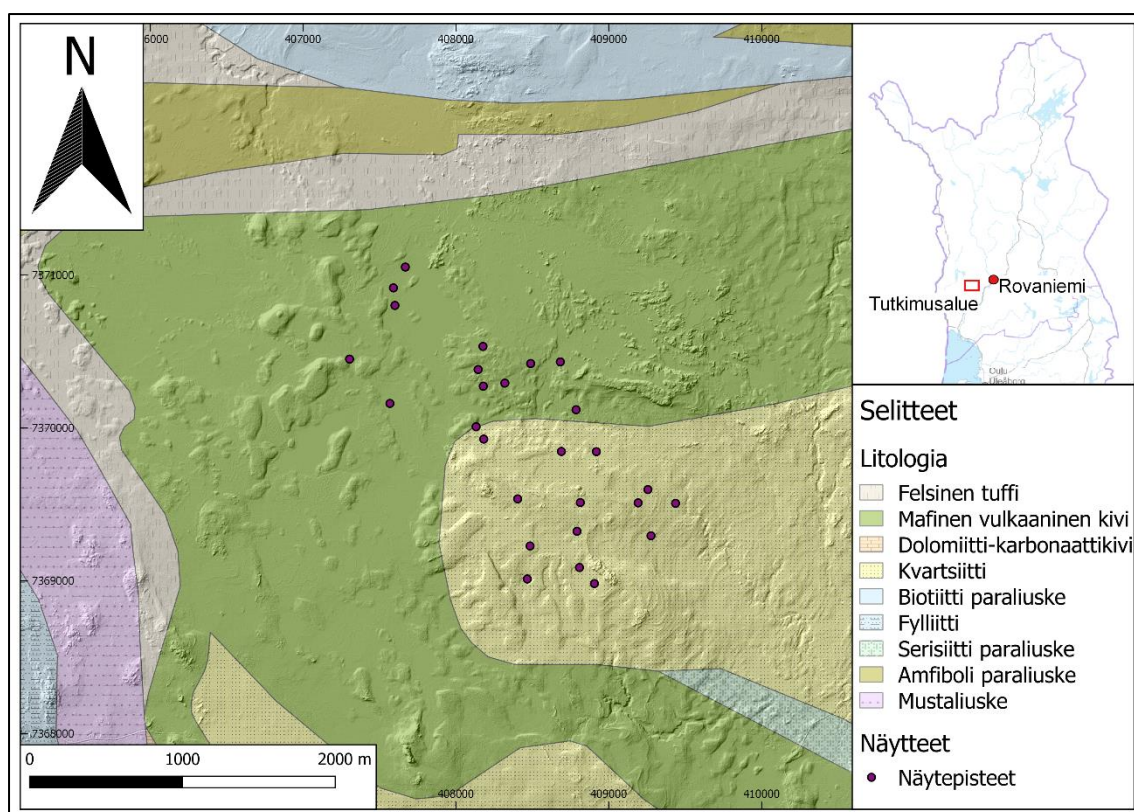 N
6000
407000
408000
409000
410000
7371000
7370000
7369000
7368000
0
1000
2000 m
408000
409000
410000
Rovaniemi
Tutkimusalue
Oulu
Uleåborg
Selitteet
Litologia
Felsinen tuffi
Mafinen vulkaaninen kivi
Dolomiitti-karbonaattikivi
Kvartsiitti
Biotiitti paraliuske
Fylliitti
Serisiitti paraliuske
Amfiboli paraliuske
Mustaliuske
Näytteet
Näytepisteet